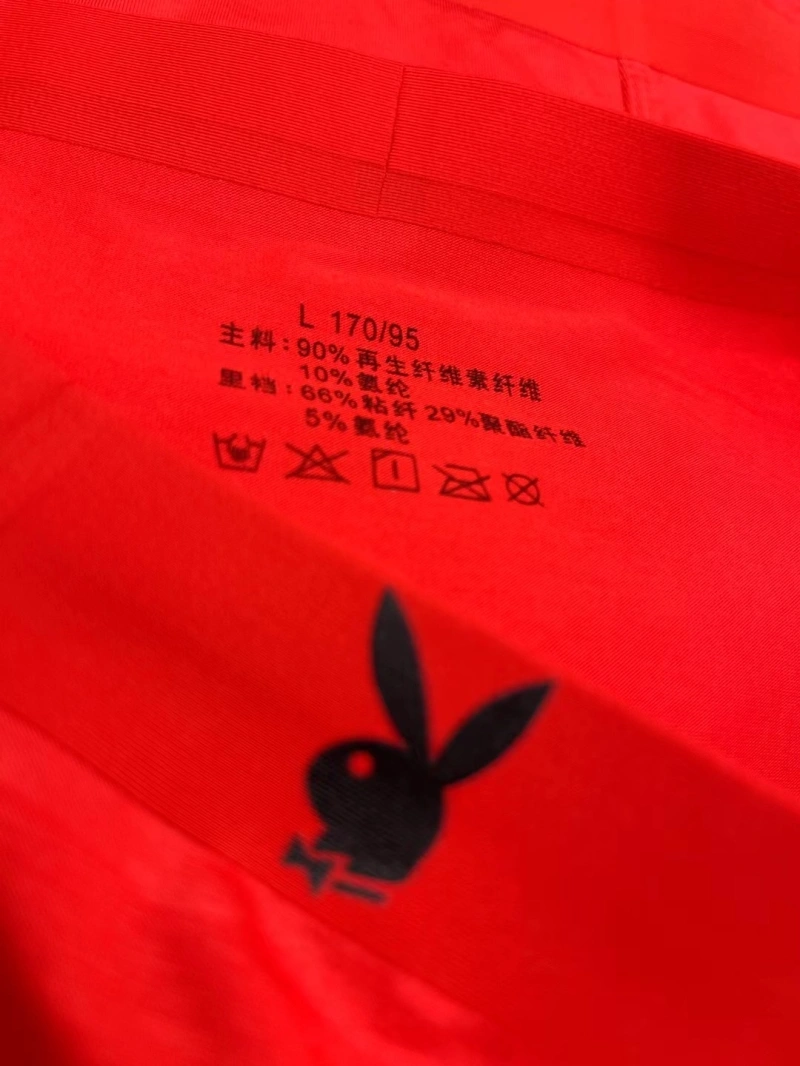 L 170/95
主料：90%再生纤维素纤维
10%氨纶
里裆：66%粘纤 29%聚酯纤维
5%氨纶